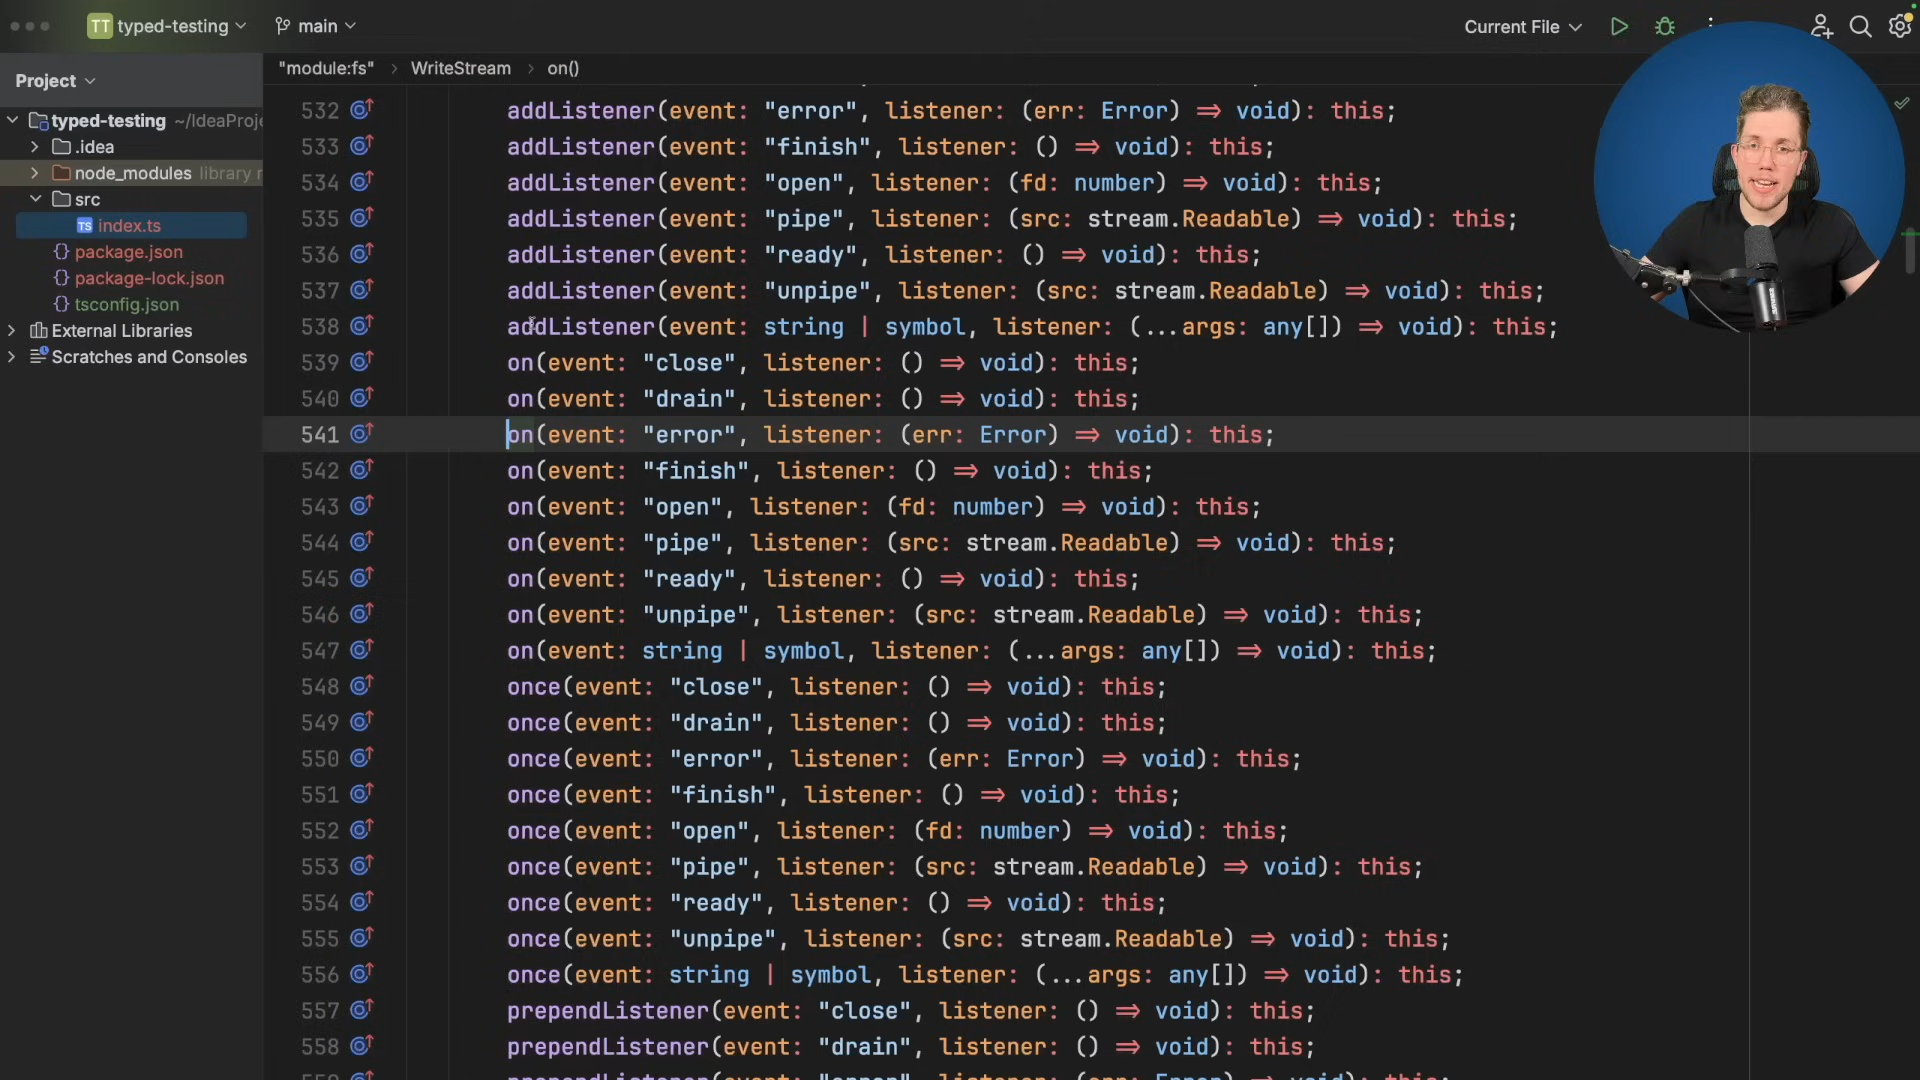 TT typed-testing main Current File
Project
"module:fs" > WriteStream > on()
typed-testing ~/IdeaProje
.idea
node_modules library r
src
TS index.ts
package.json
package-lock.json
tsconfig.json
External Libraries
Scratches and Consoles
532 addListener(event: "error", listener: (err: Error) => void): this;
533 addListener(event: "finish", listener: () => void): this;
534 addListener(event: "open", listener: (fd: number) => void): this;
535 addListener(event: "pipe", listener: (src: stream.Readable) => void): this;
536 addListener(event: "ready", listener: () => void): this;
537 addListener(event: "unpipe", listener: (src: stream.Readable) => void): this;
538 addListener(event: string | symbol, listener: (...args: any[]) => void): this;
539 on(event: "close", listener: () => void): this;
540 on(event: "drain", listener: () => void): this;
541 on(event: "error", listener: (err: Error) => void): this;
542 on(event: "finish", listener: () => void): this;
543 on(event: "open", listener: (fd: number) => void): this;
544 on(event: "pipe", listener: (src: stream.Readable) => void): this;
545 on(event: "ready", listener: () => void): this;
546 on(event: "unpipe", listener: (src: stream.Readable) => void): this;
547 on(event: string | symbol, listener: (...args: any[]) => void): this;
548 once(event: "close", listener: () => void): this;
549 once(event: "drain", listener: () => void): this;
550 once(event: "error", listener: (err: Error) => void): this;
551 once(event: "finish", listener: () => void): this;
552 once(event: "open", listener: (fd: number) => void): this;
553 once(event: "pipe", listener: (src: stream.Readable) => void): this;
554 once(event: "ready", listener: () => void): this;
555 once(event: "unpipe", listener: (src: stream.Readable) => void): this;
556 once(event: string | symbol, listener: (...args: any[]) => void): this;
557 prependListener(event: "close", listener: () => void): this;
558 prependListener(event: "drain", listener: () => void): this;